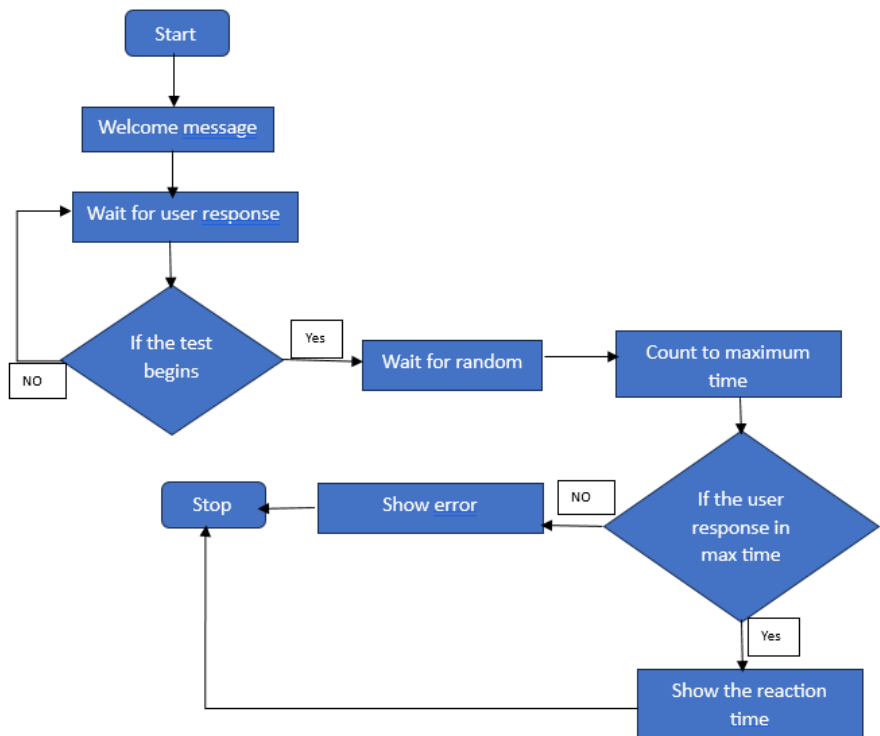 Start
Welcome message
Wait for user response
If the test
begins
NO
Yes
Wait for random
Count to maximum
time
If the user
response in
max time
NO
Show error
Stop
Yes
Show the reaction
time